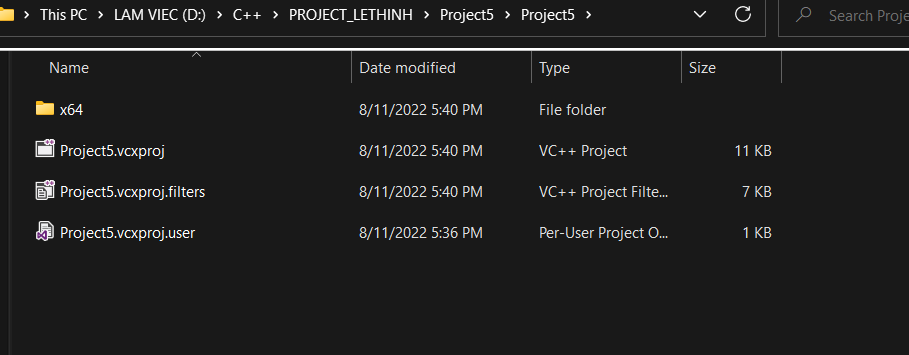 This PC > LAM VIEC (D:) > C++ > PROJECT_LETHINH > Project5 > Project5 > Search Proje
Name Date modified Type Size
x64 8/11/2022 5:40 PM File folder
Project5.vcxproj 8/11/2022 5:40 PM VC++ Project 11 KB
Project5.vcxproj.filters 8/11/2022 5:40 PM VC++ Project Filte... 7 KB
Project5.vcxproj.user 8/11/2022 5:36 PM Per-User Project O... 1 KB